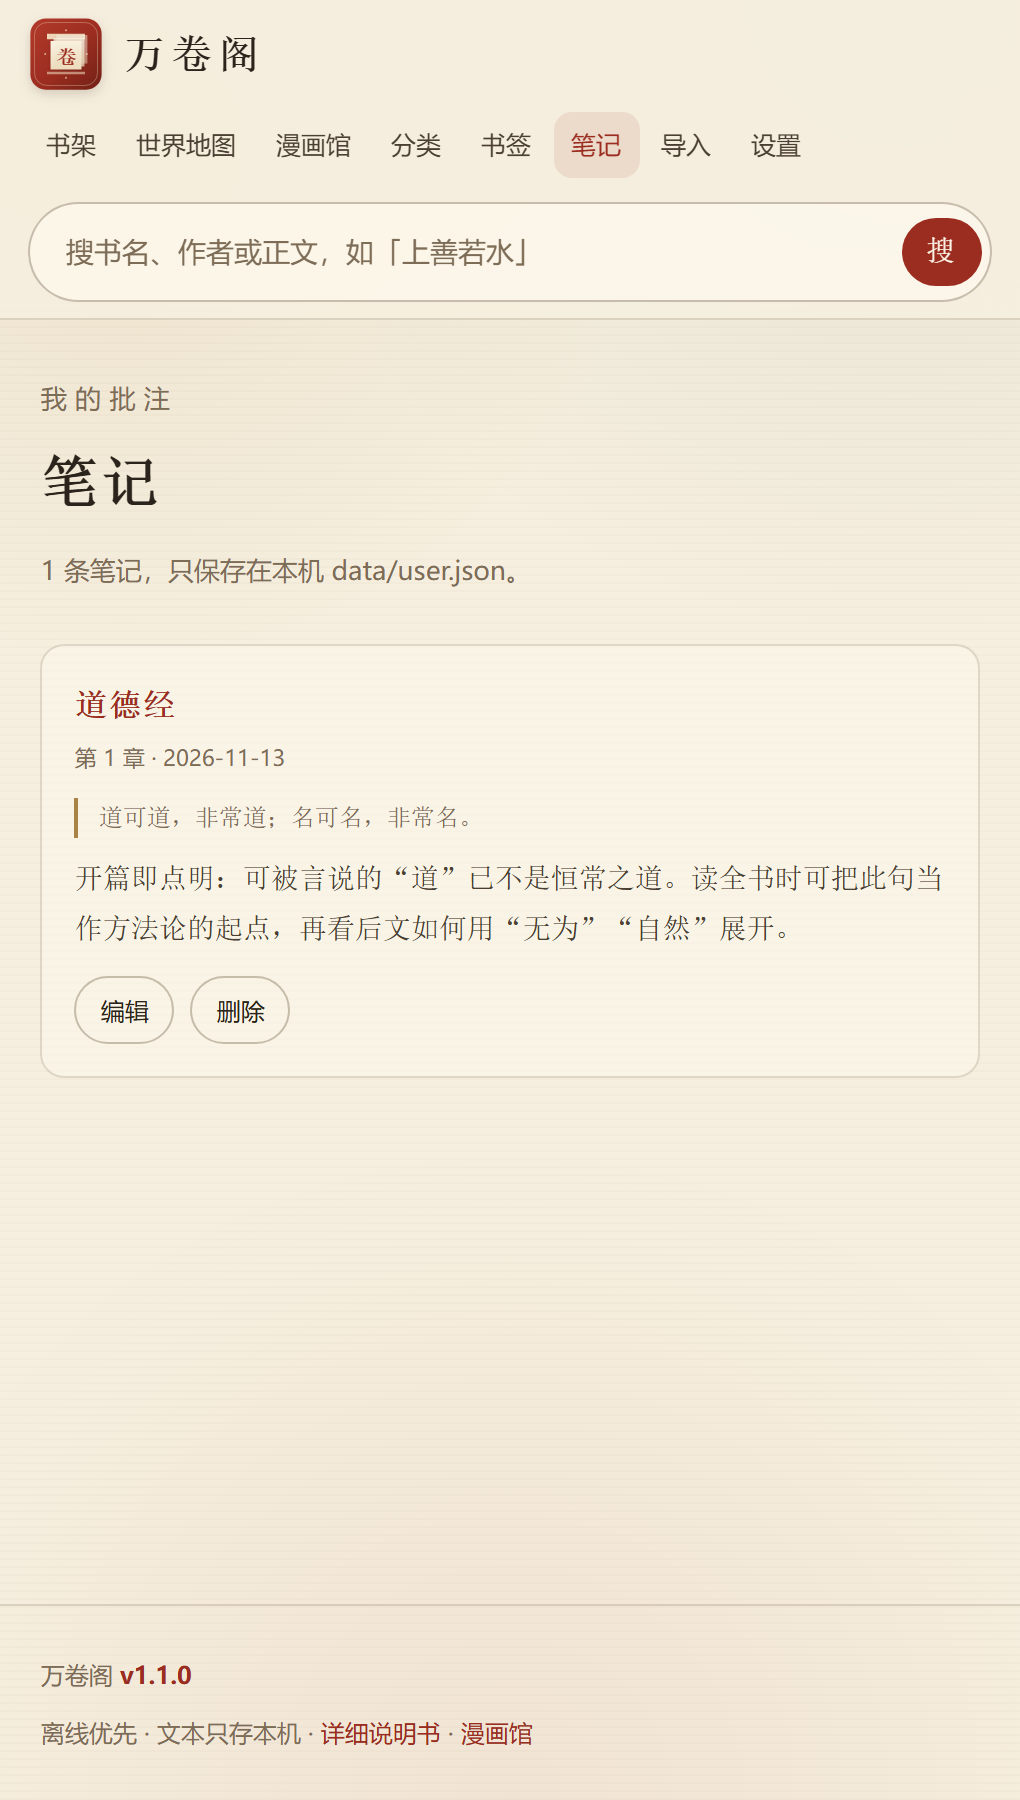 卷
万卷阁
书架 世界地图 漫画馆 分类 书签 笔记 导入 设置
搜书名、作者或正文，如「上善若水」 搜
我的批注
笔记
1 条笔记，只保存在本机 data/user.json。
道德经
第 1 章 · 2026-11-13
道可道，非常道；名可名，非常名。
开篇即点明：可被言说的“道”已不是恒常之道。读全书时可把此句当
作方法论的起点，再看后文如何用“无为”“自然”展开。
编辑 删除
万卷阁 v1.1.0
离线优先 · 文本只存本机 · 详细说明书 · 漫画馆